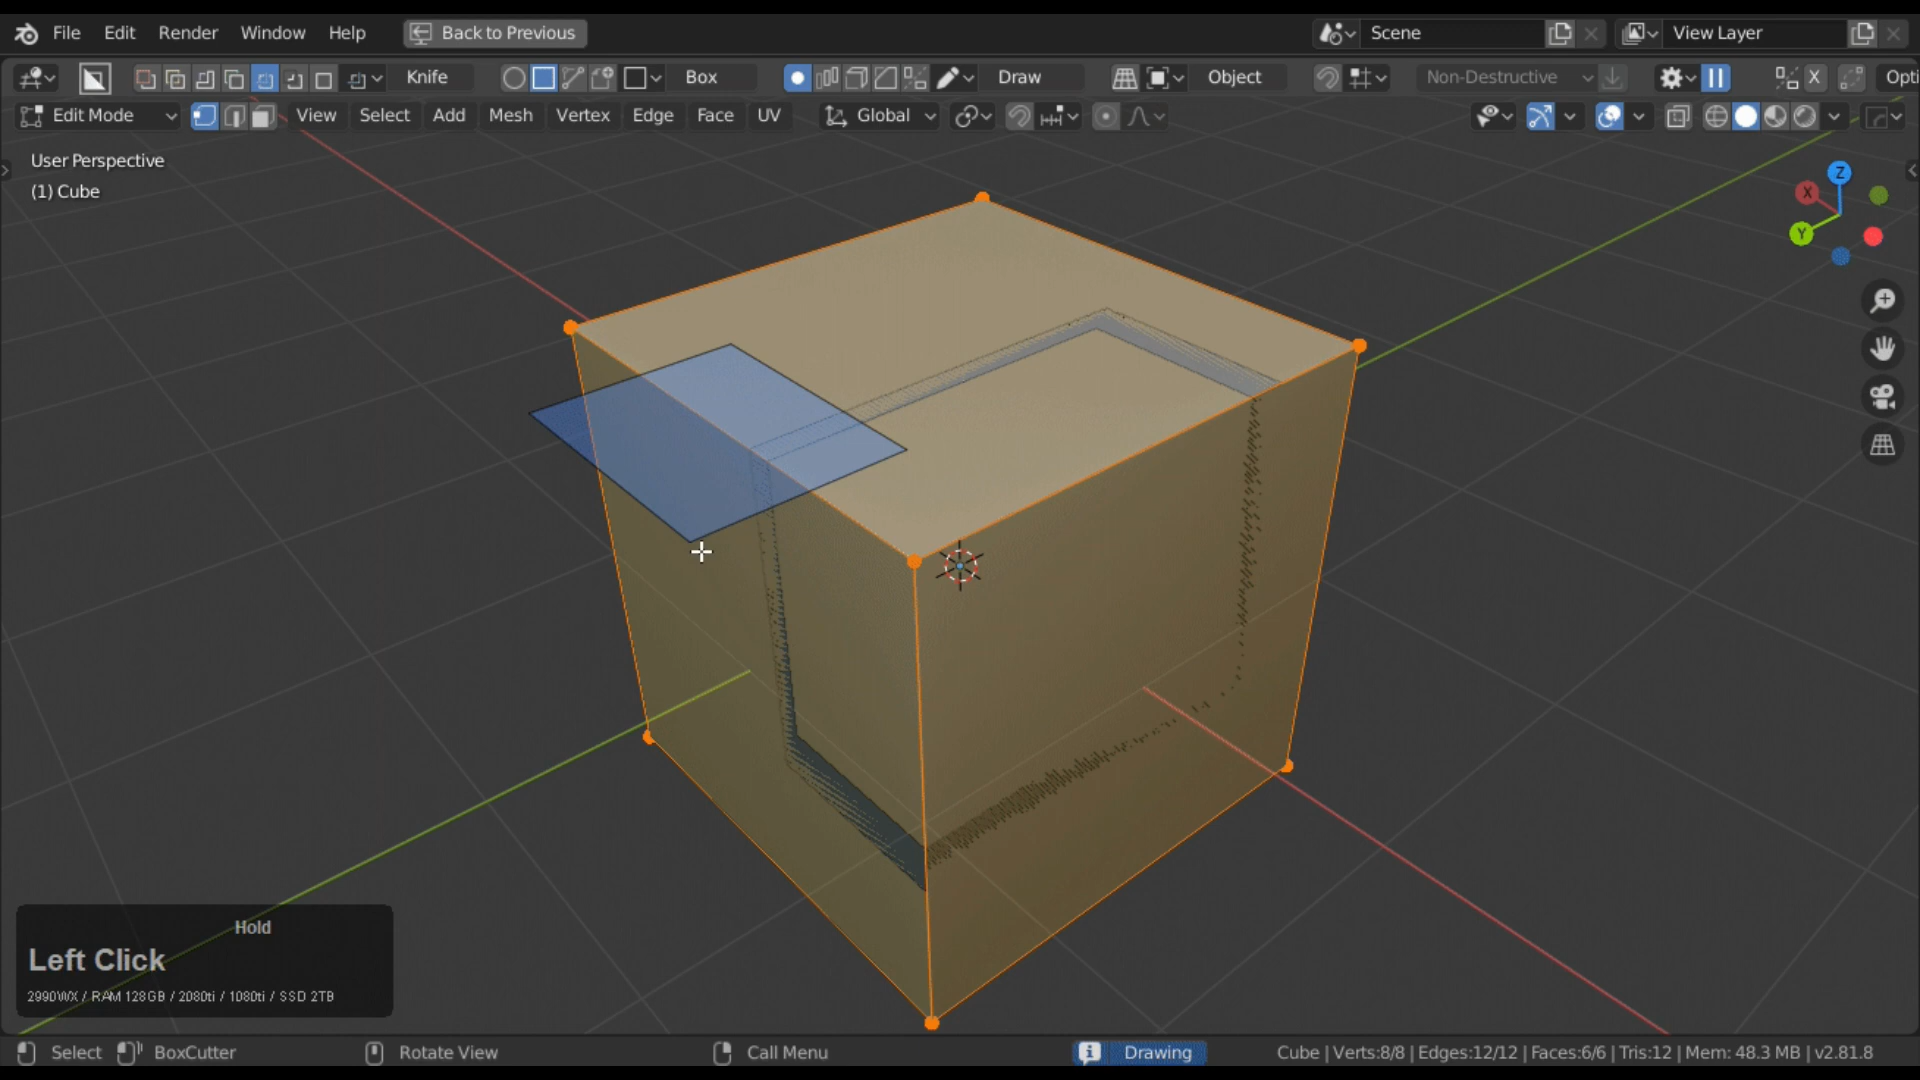 File Edit Render Window Help Back to Previous Scene View Layer
Knife Box Draw Object Non-Destructive X Opti
Edit Mode View Select Add Mesh Vertex Edge Face UV Global
User Perspective
(1) Cube
Z
X
Y
Hold
Left Click
2990WX / RAM 128GB / 2080ti / 1080ti / SSD 2TB
Select BoxCutter Rotate View Call Menu Drawing Cube | Verts:8/8 | Edges:12/12 | Faces:6/6 | Tris:12 | Mem: 48.3 MB | v2.81.8